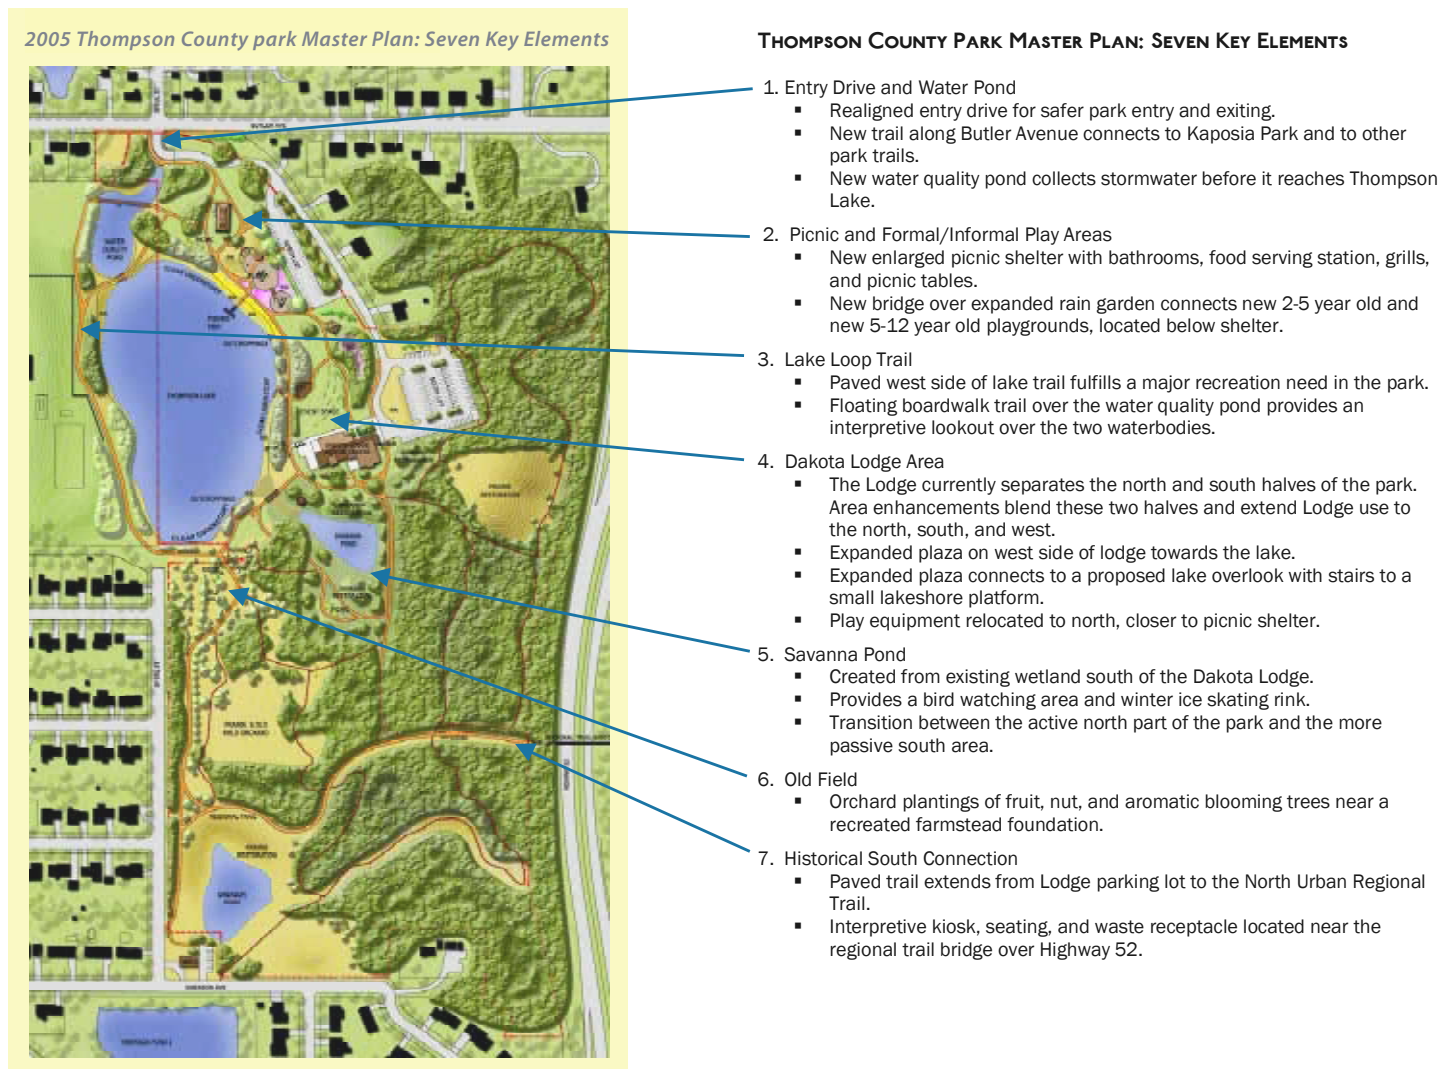 2005 Thompson County park Master Plan: Seven Key Elements
THOMPSON COUNTY PARK MASTER PLAN: SEVEN KEY ELEMENTS
1. Entry Drive and Water Pond
▪ Realigned entry drive for safer park entry and exiting.
▪ New trail along Butler Avenue connects to Kaposia Park and to other
park trails.
▪ New water quality pond collects stormwater before it reaches Thompson
Lake.
2. Picnic and Formal/Informal Play Areas
▪ New enlarged picnic shelter with bathrooms, food serving station, grills,
and picnic tables.
▪ New bridge over expanded rain garden connects new 2-5 year old and
new 5-12 year old playgrounds, located below shelter.
3. Lake Loop Trail
▪ Paved west side of lake trail fulfills a major recreation need in the park.
▪ Floating boardwalk trail over the water quality pond provides an
interpretive lookout over the two waterbodies.
4. Dakota Lodge Area
▪ The Lodge currently separates the north and south halves of the park.
Area enhancements blend these two halves and extend Lodge use to
the north, south, and west.
▪ Expanded plaza on west side of lodge towards the lake.
▪ Expanded plaza connects to a proposed lake overlook with stairs to a
small lakeshore platform.
▪ Play equipment relocated to north, closer to picnic shelter.
5. Savanna Pond
▪ Created from existing wetland south of the Dakota Lodge.
▪ Provides a bird watching area and winter ice skating rink.
▪ Transition between the active north part of the park and the more
passive south area.
6. Old Field
▪ Orchard plantings of fruit, nut, and aromatic blooming trees near a
recreated farmstead foundation.
7. Historical South Connection
▪ Paved trail extends from Lodge parking lot to the North Urban Regional
Trail.
▪ Interpretive kiosk, seating, and waste receptacle located near the
regional trail bridge over Highway 52.
BUTLER AVE
WATER
QUALITY
POND
THOMPSON LAKE